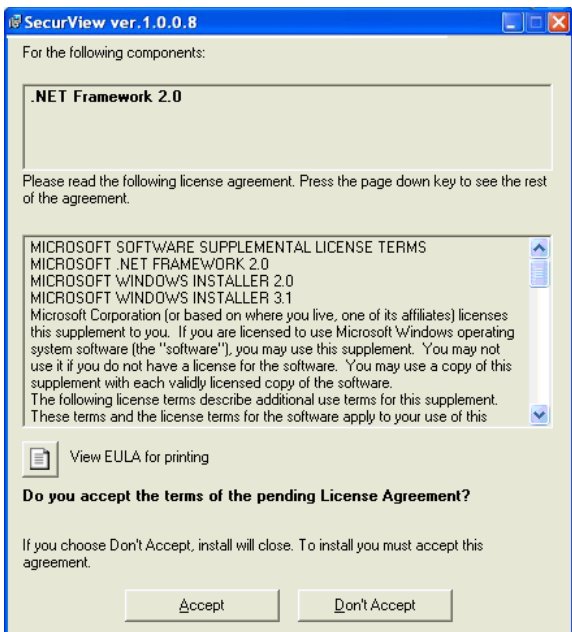 SecurView ver.1.0.0.8
For the following components:
.NET Framework 2.0
Please read the following license agreement. Press the page down key to see the rest
of the agreement.
MICROSOFT SOFTWARE SUPPLEMENTAL LICENSE TERMS
MICROSOFT .NET FRAMEWORK 2.0
MICROSOFT WINDOWS INSTALLER 2.0
MICROSOFT WINDOWS INSTALLER 3.1
Microsoft Corporation (or based on where you live, one of its affiliates) licenses
this supplement to you.  If you are licensed to use Microsoft Windows operating
system software (the "software"), you may use this supplement.  You may not
use it if you do not have a license for the software.  You may use a copy of this
supplement with each validly licensed copy of the software.
The following license terms describe additional use terms for this supplement.
These terms and the license terms for the software apply to your use of this
View EULA for printing
Do you accept the terms of the pending License Agreement?
If you choose Don't Accept, install will close. To install you must accept this
agreement.
Accept
Don't Accept